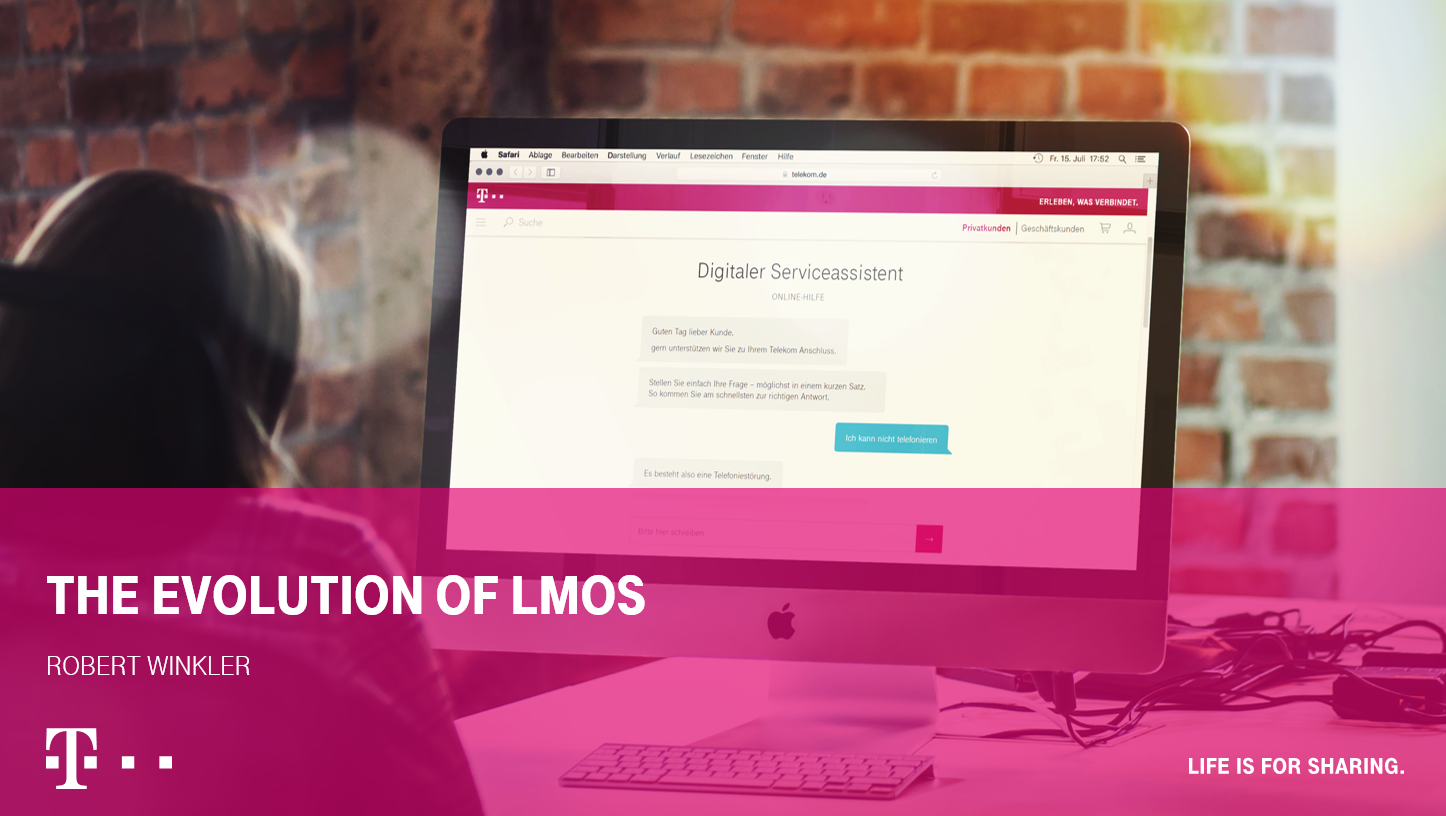 Safari Ablage Bearbeiten Darstellung Verlauf Lesezeichen Fenster Hilfe Fr. 15. Juli 17:52
telekom.de
T
ERLEBEN, WAS VERBINDET.
Suche Privatkunden | Geschäftskunden
Digitaler Serviceassistent
ONLINE-HILFE
Guten Tag lieber Kunde,
gern unterstützen wir Sie zu Ihrem Telekom Anschluss.
Stellen Sie einfach Ihre Frage – möglichst in einem kurzen Satz.
So kommen Sie am schnellsten zur richtigen Antwort.
Ich kann nicht telefonieren
Es besteht also eine Telefoniestörung.
Bitte hier schreiben
THE EVOLUTION OF LMOS
ROBERT WINKLER
T
LIFE IS FOR SHARING.